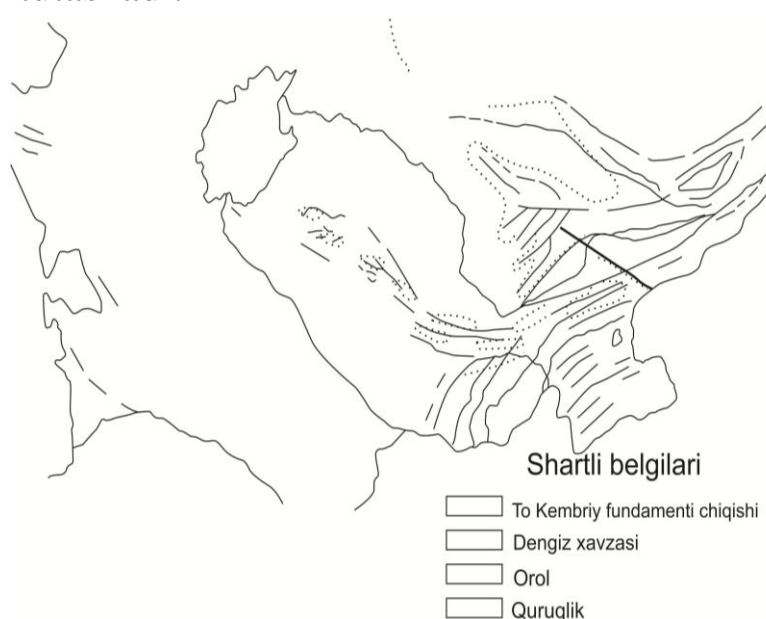 Shartli belgilari
To Kembriy fundamenti chiqishi
Dengiz xavzasi
Orol
Quruqlik